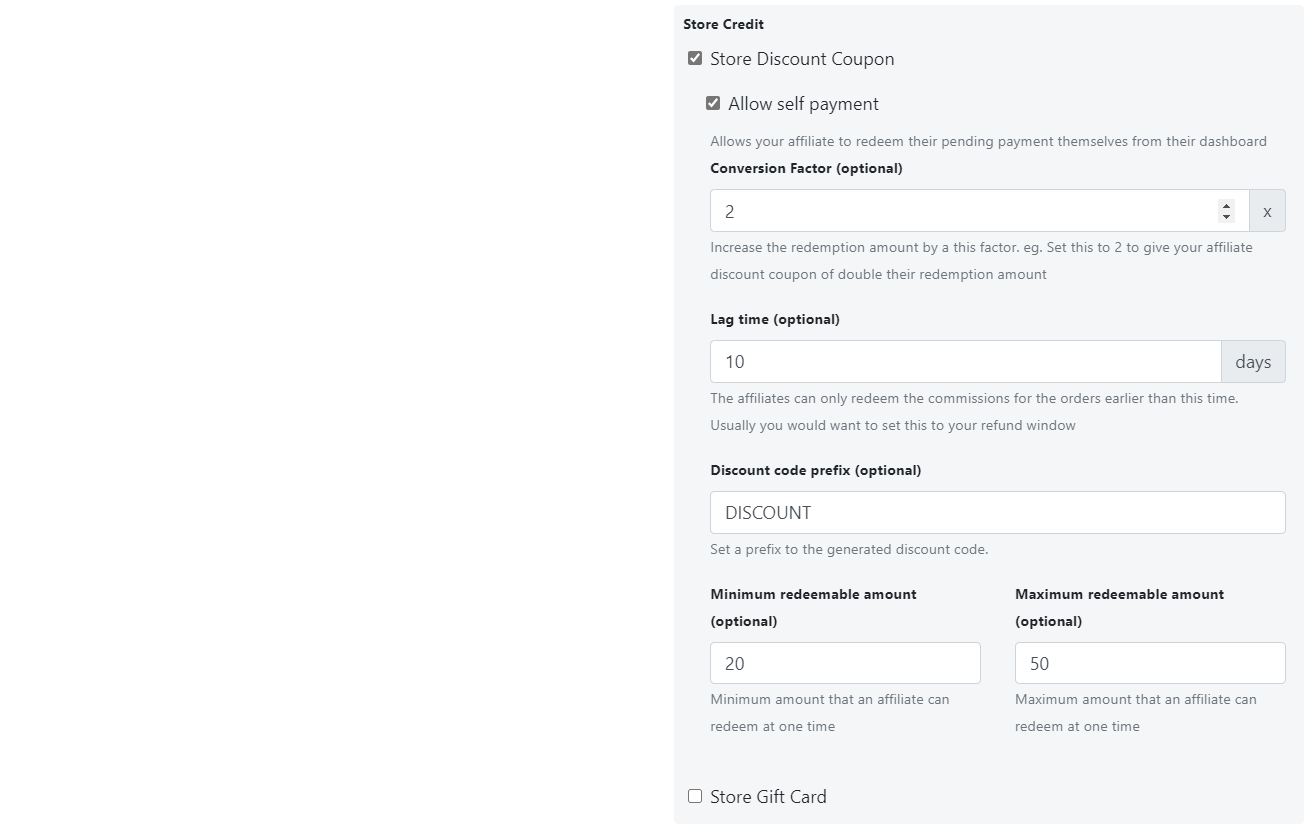 Store Credit
Store Discount Coupon
Allow self payment
Allows your affiliate to redeem their pending payment themselves from their dashboard
Conversion Factor (optional)
2 x
Increase the redemption amount by a this factor. eg. Set this to 2 to give your affiliate
discount coupon of double their redemption amount
Lag time (optional)
10 days
The affiliates can only redeem the commissions for the orders earlier than this time.
Usually you would want to set this to your refund window
Discount code prefix (optional)
DISCOUNT
Set a prefix to the generated discount code.
Minimum redeemable amount
(optional)
20
Minimum amount that an affiliate can
redeem at one time
Maximum redeemable amount
(optional)
50
Maximum amount that an affiliate can
redeem at one time
Store Gift Card